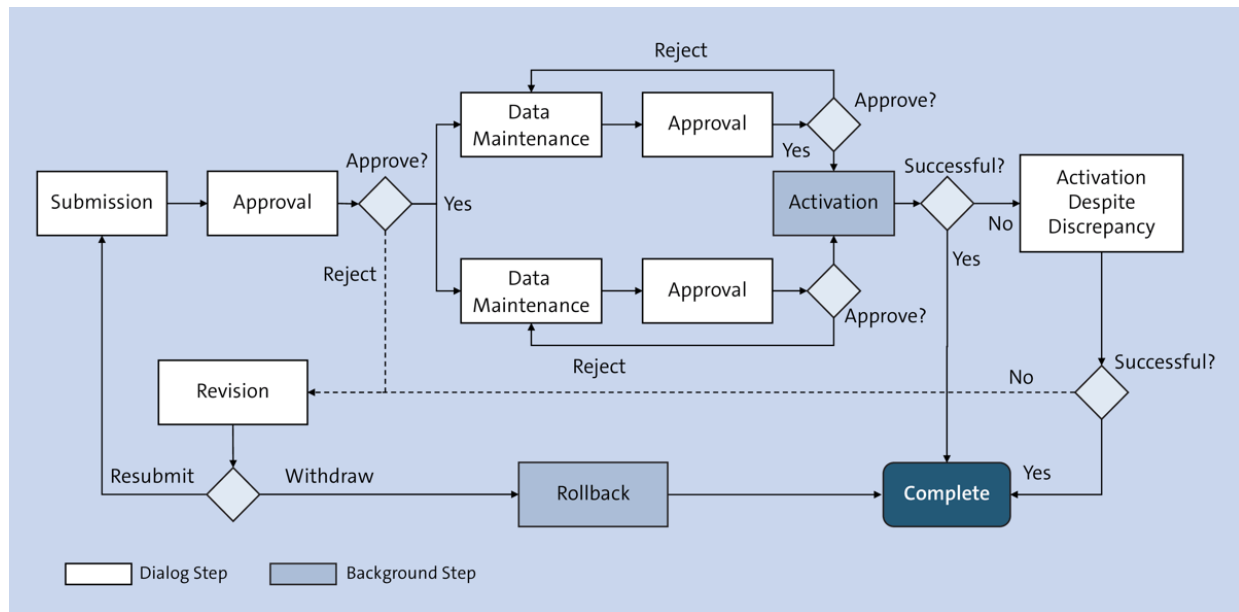 Reject
Data
Maintenance
Approval
Approve?
Yes
Approve?
Successful?
Submission
Approval
Yes
Activation
No
Activation
Despite
Discrepancy
Reject
Yes
Data
Maintenance
Approval
Approve?
Reject
Successful?
No
Revision
Resubmit
Withdraw
Rollback
Complete
Yes
Dialog Step
Background Step